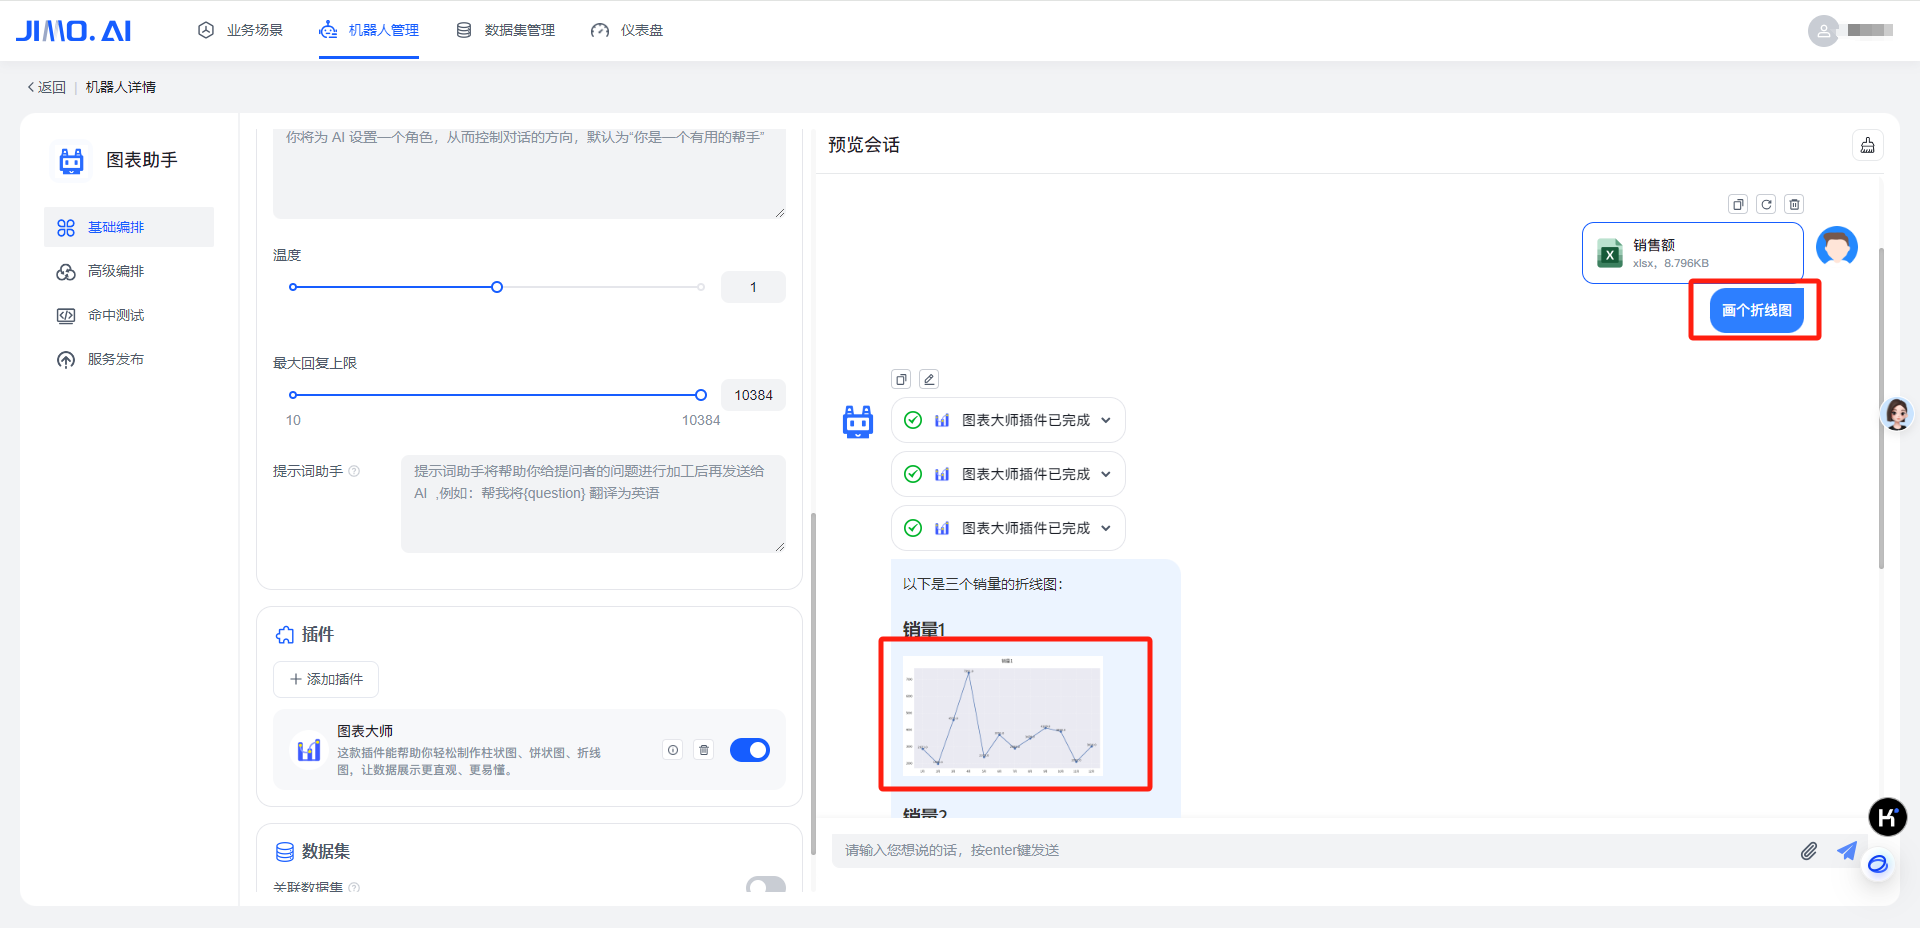 JIMO.AI
业务场景
机器人管理
数据集管理
仪表盘
返回 | 机器人详情
图表助手
基础编排
高级编排
命中测试
服务发布
你将为 AI 设置一个角色，从而控制对话的方向，默认为“你是一个有用的帮手”
温度
1
最大回复上限
10384
10
10384
提示词助手
提示词助手将帮助你给提问者的问题进行加工后再发送给
AI ,例如：帮我将{question} 翻译为英语
插件
添加插件
图表大师
这款插件能帮助你轻松制作柱状图、饼状图、折线
图，让数据展示更直观、更易懂。
数据集
关联数据集
预览会话
销售额
xlsx，8.796KB
画个折线图
图表大师插件已完成
图表大师插件已完成
图表大师插件已完成
以下是三个销量的折线图：
销量1
销量1
销量2
请输入您想说的话，按enter键发送